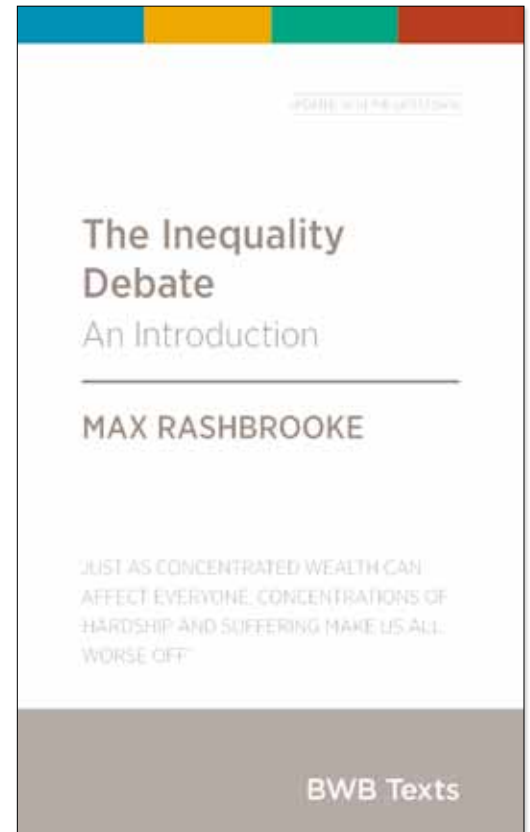 The Inequality
Debate
An Introduction
MAX RASHBROOKE
JUST AS CONCENTRATED WEALTH CAN
AFFECT EVERYONE, CONCENTRATIONS OF
HARDSHIP AND SUFFERING MAKE US ALL
WORSE OFF'
BWB Texts